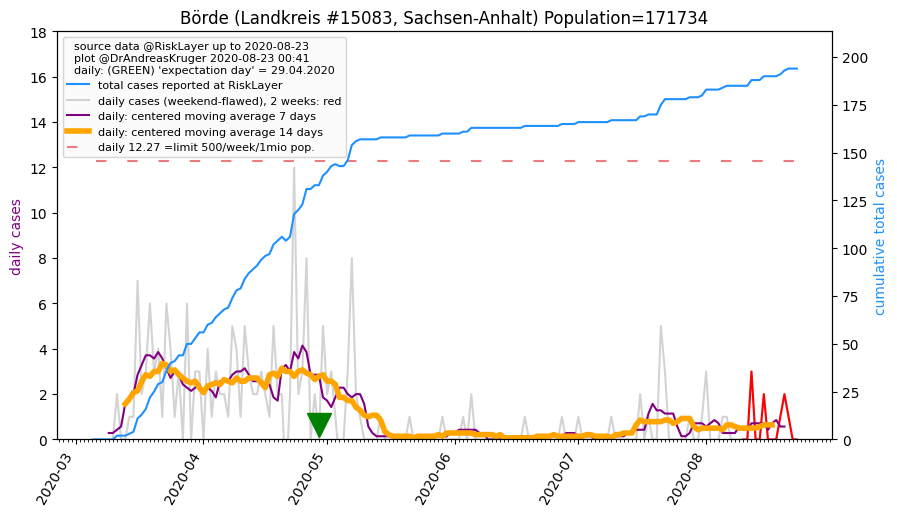 Börde (Landkreis #15083, Sachsen-Anhalt) Population=171734
source data @RiskLayer up to 2020-08-23
plot @DrAndreasKruger 2020-08-23 00:41
daily: (GREEN) 'expectation day' = 29.04.2020
total cases reported at RiskLayer
daily cases (weekend-flawed), 2 weeks: red
daily: centered moving average 7 days
daily: centered moving average 14 days
daily 12.27 =limit 500/week/1mio pop.
daily cases
18
16
14
12
10
8
6
4
2
0
cumulative total cases
200
175
150
125
100
75
50
25
0
2020-03
2020-04
2020-05
2020-06
2020-07
2020-08